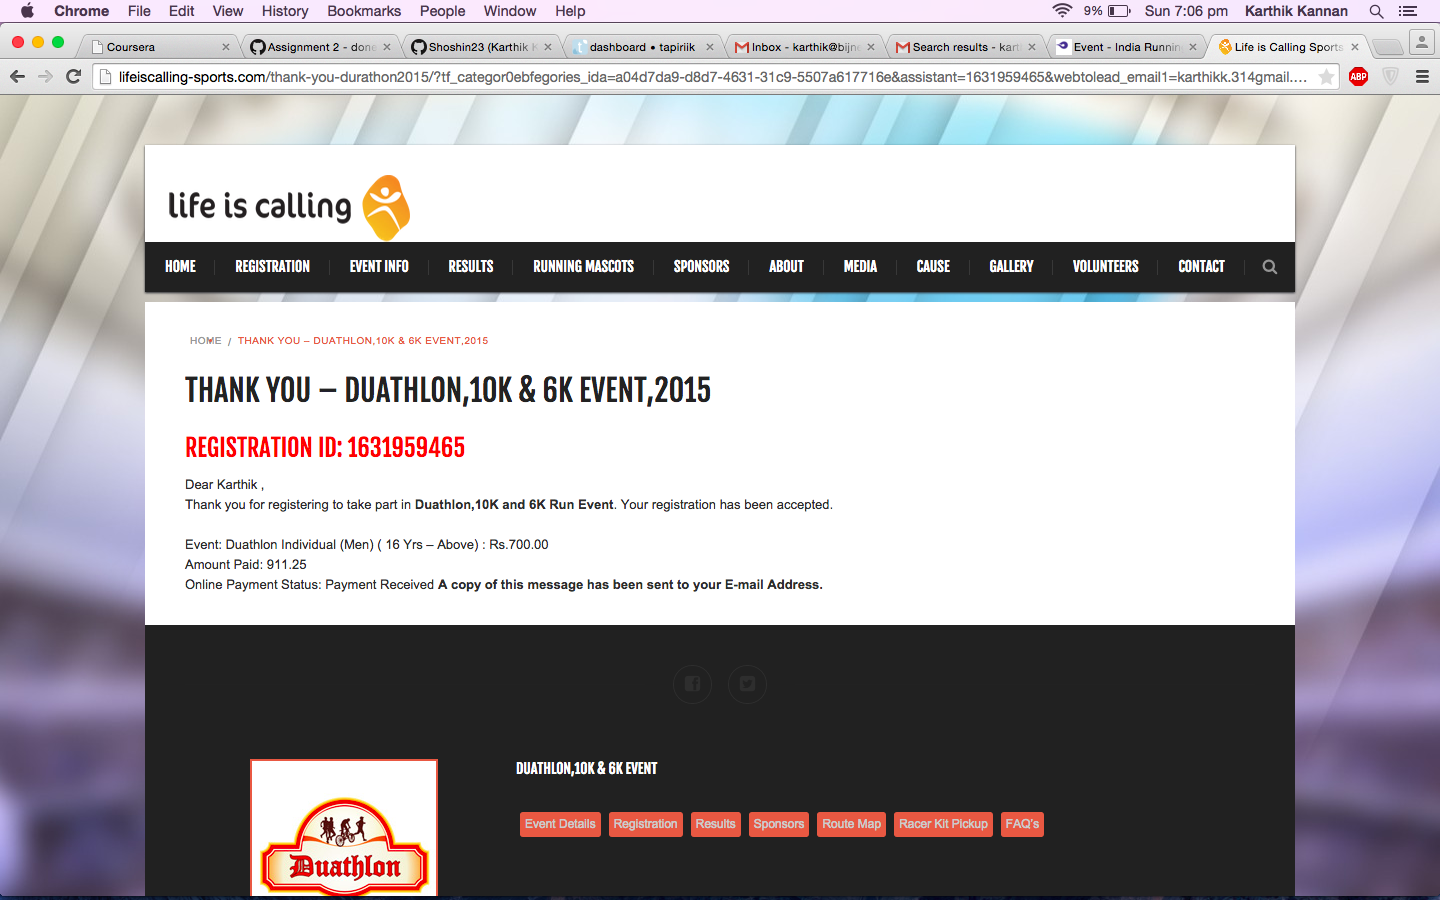 Chrome File Edit View History Bookmarks People Window Help 9% Sun 7:06 pm Karthik Kannan
Coursera Assignment 2 - done Shoshin23 (Karthik K dashboard • tapiriik Inbox - karthik@bijne Search results - kart Event - India Runnin Life is Calling Sports
lifeiscalling-sports.com/thank-you-durathon2015/?tf_categor0ebfegories_ida=a04d7da9-d8d7-4631-31c9-5507a617716e&assistant=1631959465&webtolead_email1=karthikk.314gmail.... ABP
life is calling
HOME REGISTRATION EVENT INFO RESULTS RUNNING MASCOTS SPONSORS ABOUT MEDIA CAUSE GALLERY VOLUNTEERS CONTACT
HOME / THANK YOU – DUATHLON,10K & 6K EVENT,2015
THANK YOU – DUATHLON,10K & 6K EVENT,2015
REGISTRATION ID: 1631959465
Dear Karthik ,
Thank you for registering to take part in Duathlon,10K and 6K Run Event. Your registration has been accepted.
Event: Duathlon Individual (Men) ( 16 Yrs – Above) : Rs.700.00
Amount Paid: 911.25
Online Payment Status: Payment Received A copy of this message has been sent to your E-mail Address.
DUATHLON,10K & 6K EVENT
Event Details Registration Results Sponsors Route Map Racer Kit Pickup FAQ's
Duathlon